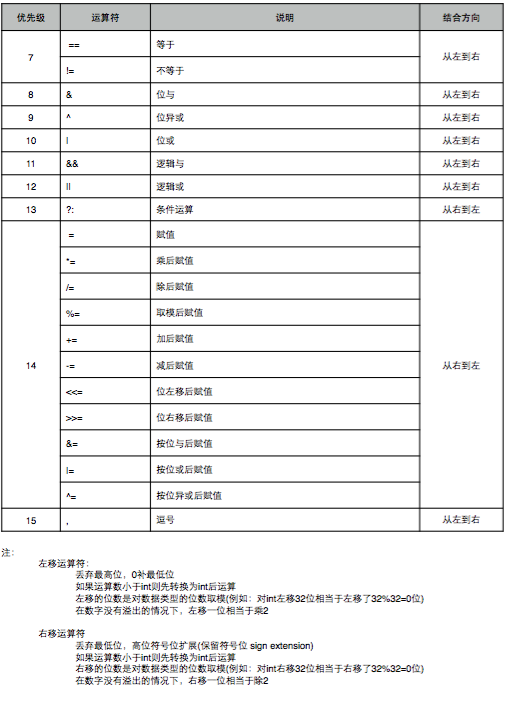 优先级 运算符 说明 结合方向
7 == 等于 从左到右
!= 不等于
8 & 位与 从左到右
9 ^ 位异或 从左到右
10 | 位或 从左到右
11 && 逻辑与 从左到右
12 || 逻辑或 从左到右
13 ?: 条件运算 从右到左
14 = 赋值 从右到左
*= 乘后赋值
/= 除后赋值
%= 取模后赋值
+= 加后赋值
-= 减后赋值
<<= 位左移后赋值
>>= 位右移后赋值
&= 按位与后赋值
|= 按位或后赋值
^= 按位异或后赋值
15 , 逗号 从左到右
注：
左移运算符：
丢弃最高位，0补最低位
如果运算数小于int则先转换为int后运算
左移的位数是对数据类型的位数取模(例如：对int左移32位相当于左移了32%32=0位)
在数字没有溢出的情况下，左移一位相当于乘2
右移运算符
丢弃最低位，高位符号位扩展(保留符号位 sign extension)
如果运算数小于int则先转换为int后运算
右移的位数是对数据类型的位数取模(例如：对int右移32位相当于右移了32%32=0位)
在数字没有溢出的情况下，右移一位相当于除2